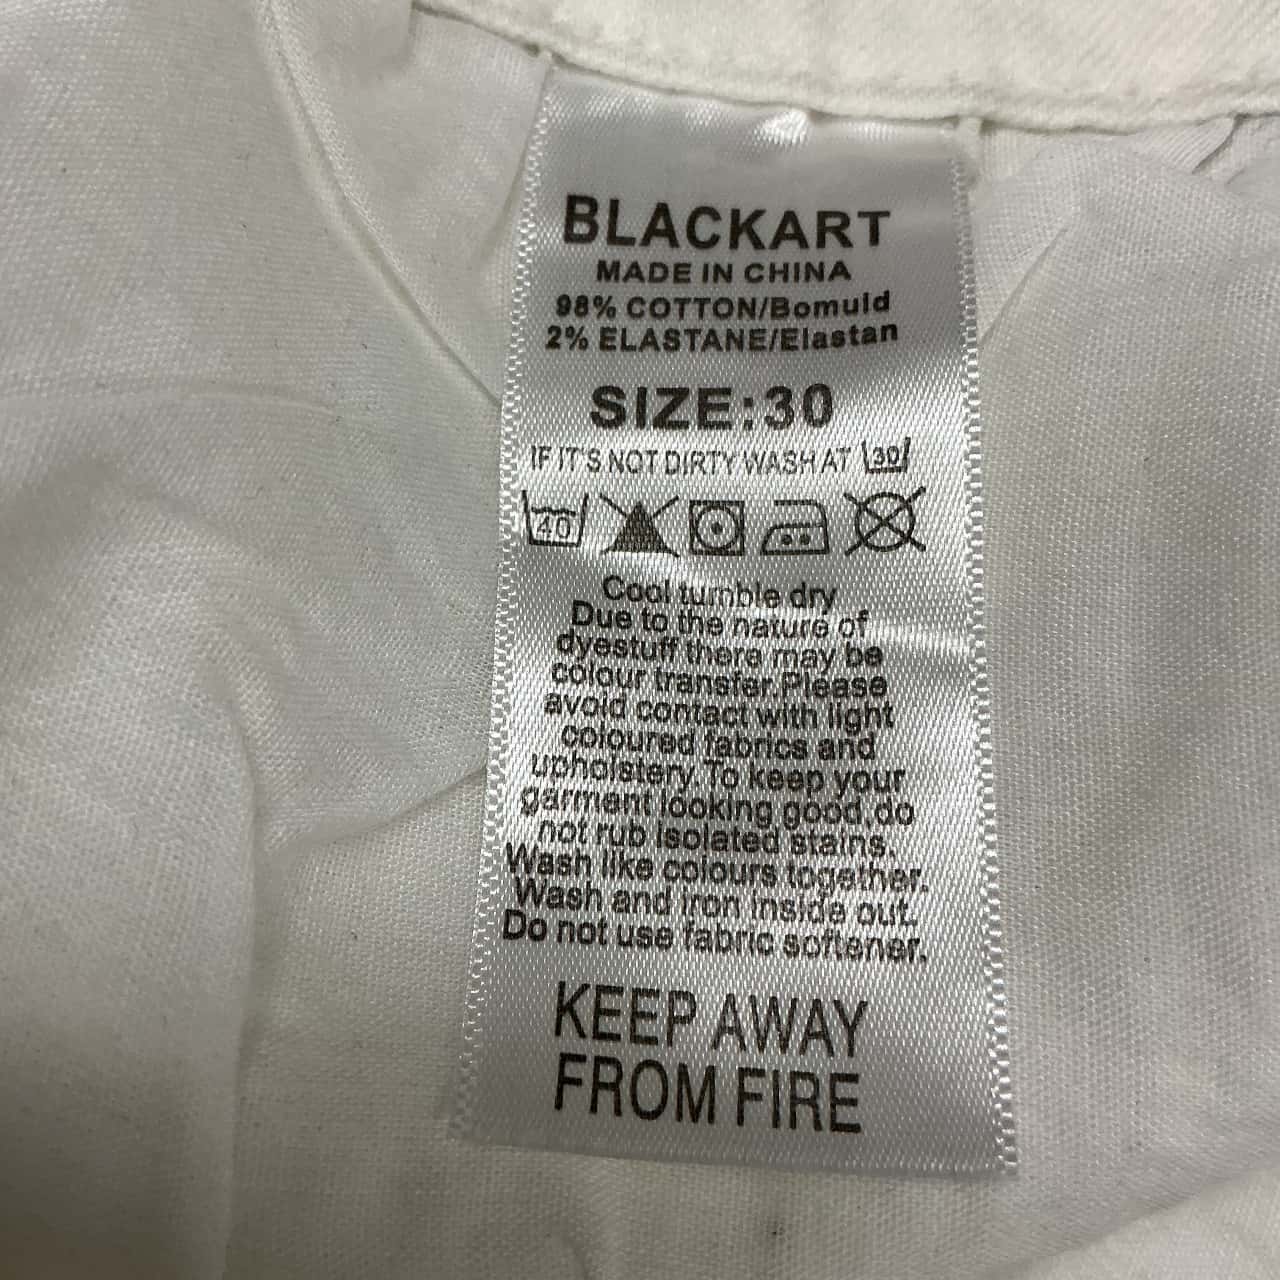 BLACKART
MADE IN CHINA
98% COTTON/Bomuld
2% ELASTANE/Elastan
SIZE:30
IF IT'S NOT DIRTY WASH AT 30
40
Cool tumble dry
Due to the nature of
dyestuff there may be
colour transfer.Please
avoid contact with light
coloured fabrics and
upholstery.To keep your
garment looking good,do
not rub isolated stains.
Wash like colours together.
Wash and iron inside out.
Do not use fabric softener.
KEEP AWAY
FROM FIRE